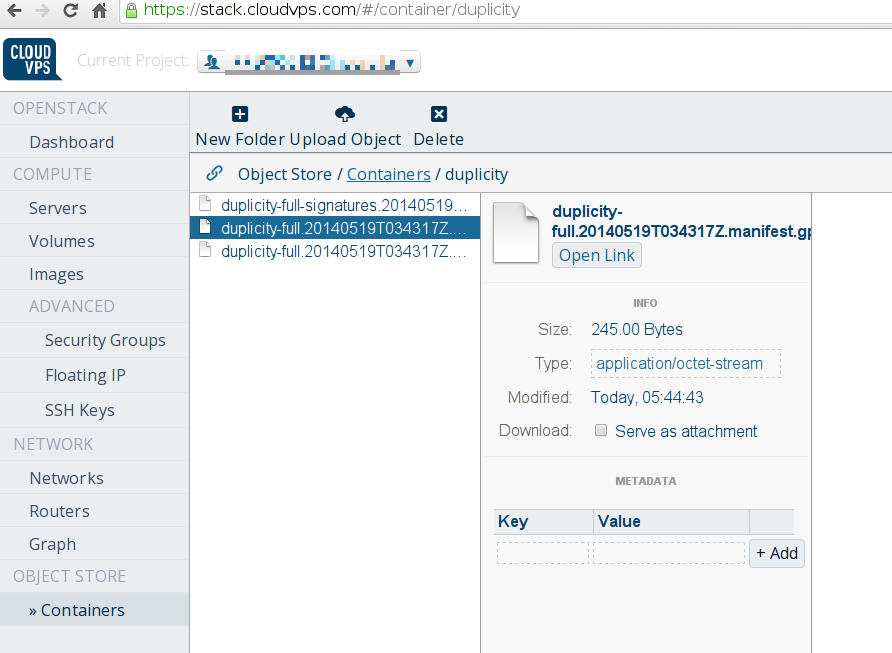 https://stack.cloudvps.com/#/container/duplicity
CLOUD
VPS
Current Project:
OPENSTACK
Dashboard
COMPUTE
Servers
Volumes
Images
ADVANCED
Security Groups
Floating IP
SSH Keys
NETWORK
Networks
Routers
Graph
OBJECT STORE
» Containers
New Folder Upload Object Delete
Object Store / Containers / duplicity
duplicity-full-signatures.20140519...
duplicity-full.20140519T034317Z....
duplicity-full.20140519T034317Z....
duplicity-
full.20140519T034317Z.manifest.gp
Open Link
INFO
Size: 245.00 Bytes
Type: application/octet-stream
Modified: Today, 05:44:43
Download: Serve as attachment
METADATA
Key Value
+ Add